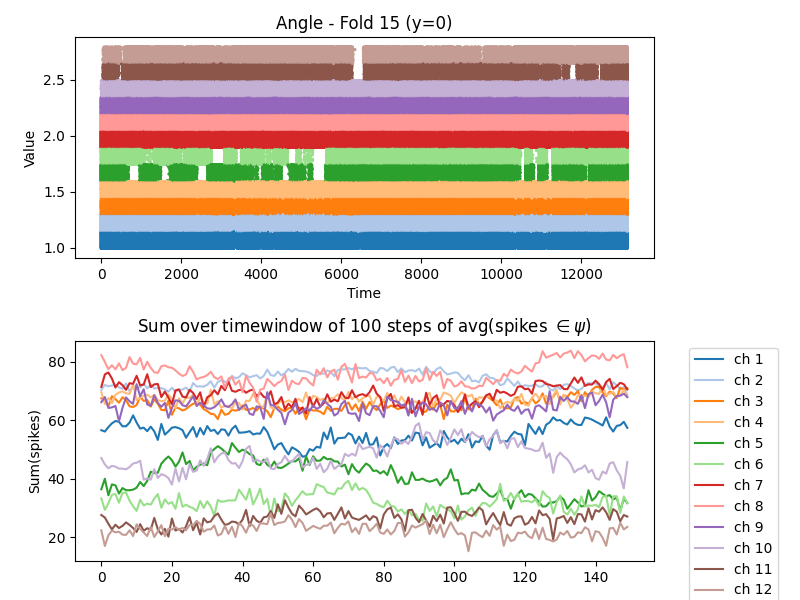 Angle - Fold 15 (y=0)
Value
2.5
2.0
1.5
1.0
0 2000 4000 6000 8000 10000 12000
Time
Sum over timewindow of 100 steps of avg(spikes ∈ ψ)
Sum(spikes)
80
60
40
20
0 20 40 60 80 100 120 140
ch 1
ch 2
ch 3
ch 4
ch 5
ch 6
ch 7
ch 8
ch 9
ch 10
ch 11
ch 12